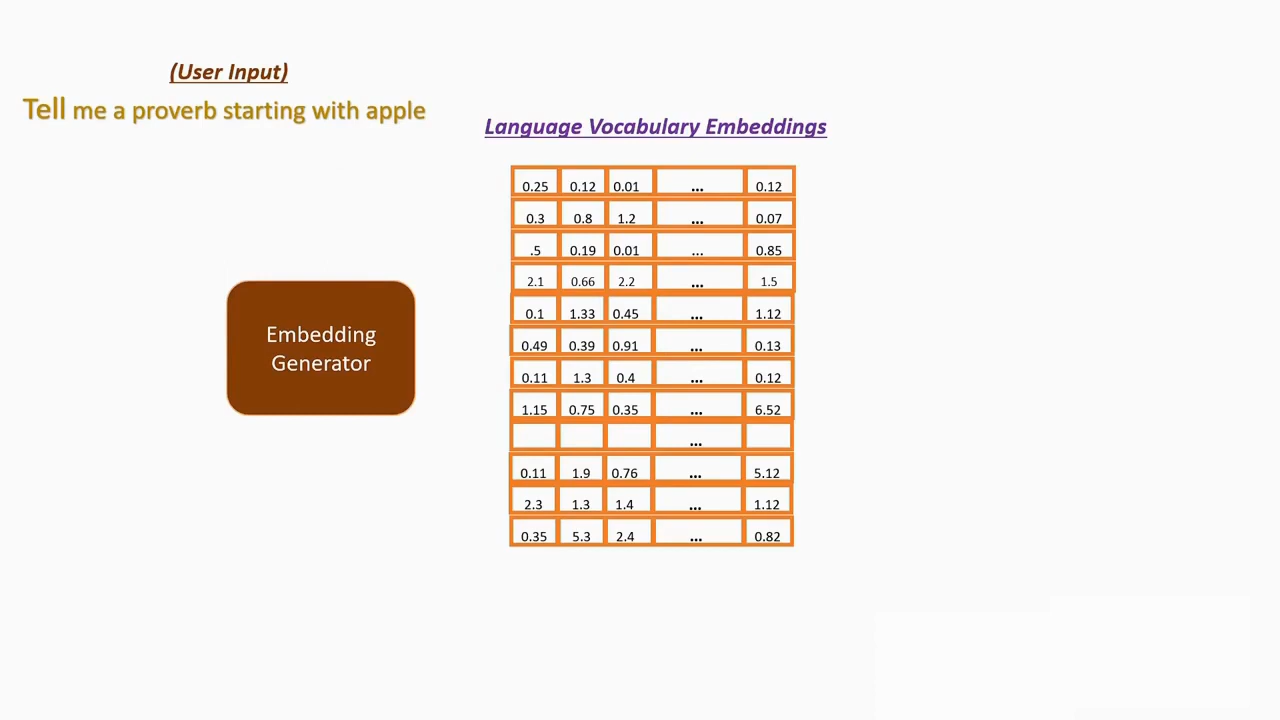 (User Input)
Tell me a proverb starting with apple
Language Vocabulary Embeddings
0.25 0.12 0.01 ... 0.12
0.3 0.8 1.2 ... 0.07
.5 0.19 0.01 ... 0.85
2.1 0.66 2.2 ... 1.5
0.1 1.33 0.45 ... 1.12
0.49 0.39 0.91 ... 0.13
0.11 1.3 0.4 ... 0.12
1.15 0.75 0.35 ... 6.52
...
0.11 1.9 0.76 ... 5.12
2.3 1.3 1.4 ... 1.12
0.35 5.3 2.4 ... 0.82
Embedding
Generator